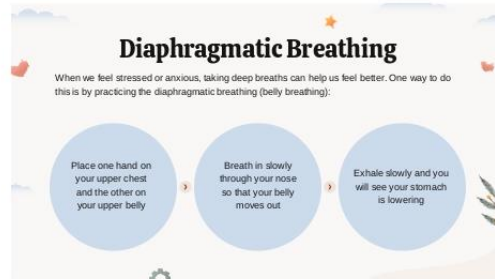 Diaphragmatic Breathing
When we feel stressed or anxious, taking deep breaths can help us feel better. One way to do
this is by practicing the diaphragmatic breathing (belly breathing):
Place one hand on
your upper chest
and the other on
your upper belly
Breath in slowly
through your nose
so that your belly
moves out
Exhale slowly and you
will see your stomach
is lowering